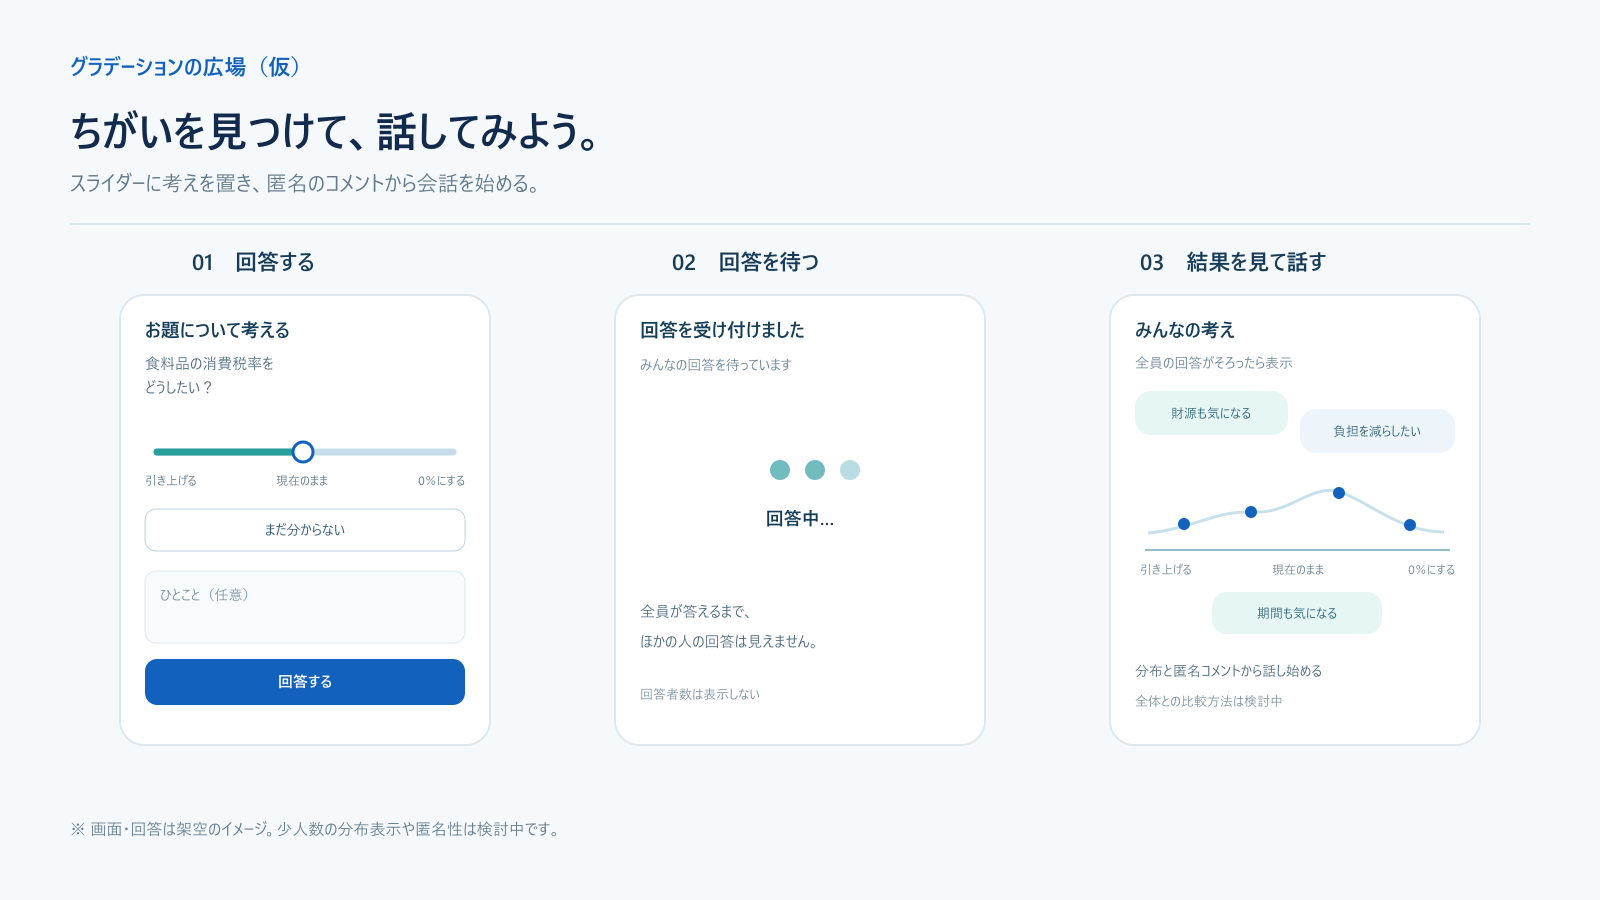 グラデーションの広場（仮）
ちがいを見つけて、話してみよう。
スライダーに考えを置き、匿名のコメントから会話を始める。
01 回答する
お題について考える
食料品の消費税率を
どうしたい？
引き上げる 現在のまま 0%にする
まだ分からない
ひとこと（任意）
回答する
02 回答を待つ
回答を受け付けました
みんなの回答を待っています
回答中…
全員が答えるまで、
ほかの人の回答は見えません。
回答者数は表示しない
03 結果を見て話す
みんなの考え
全員の回答がそろったら表示
財源も気になる
負担を減らしたい
引き上げる 現在のまま 0%にする
期間も気になる
分布と匿名コメントから話し始める
全体との比較方法は検討中
※ 画面・回答は架空のイメージ。少人数の分布表示や匿名性は検討中です。